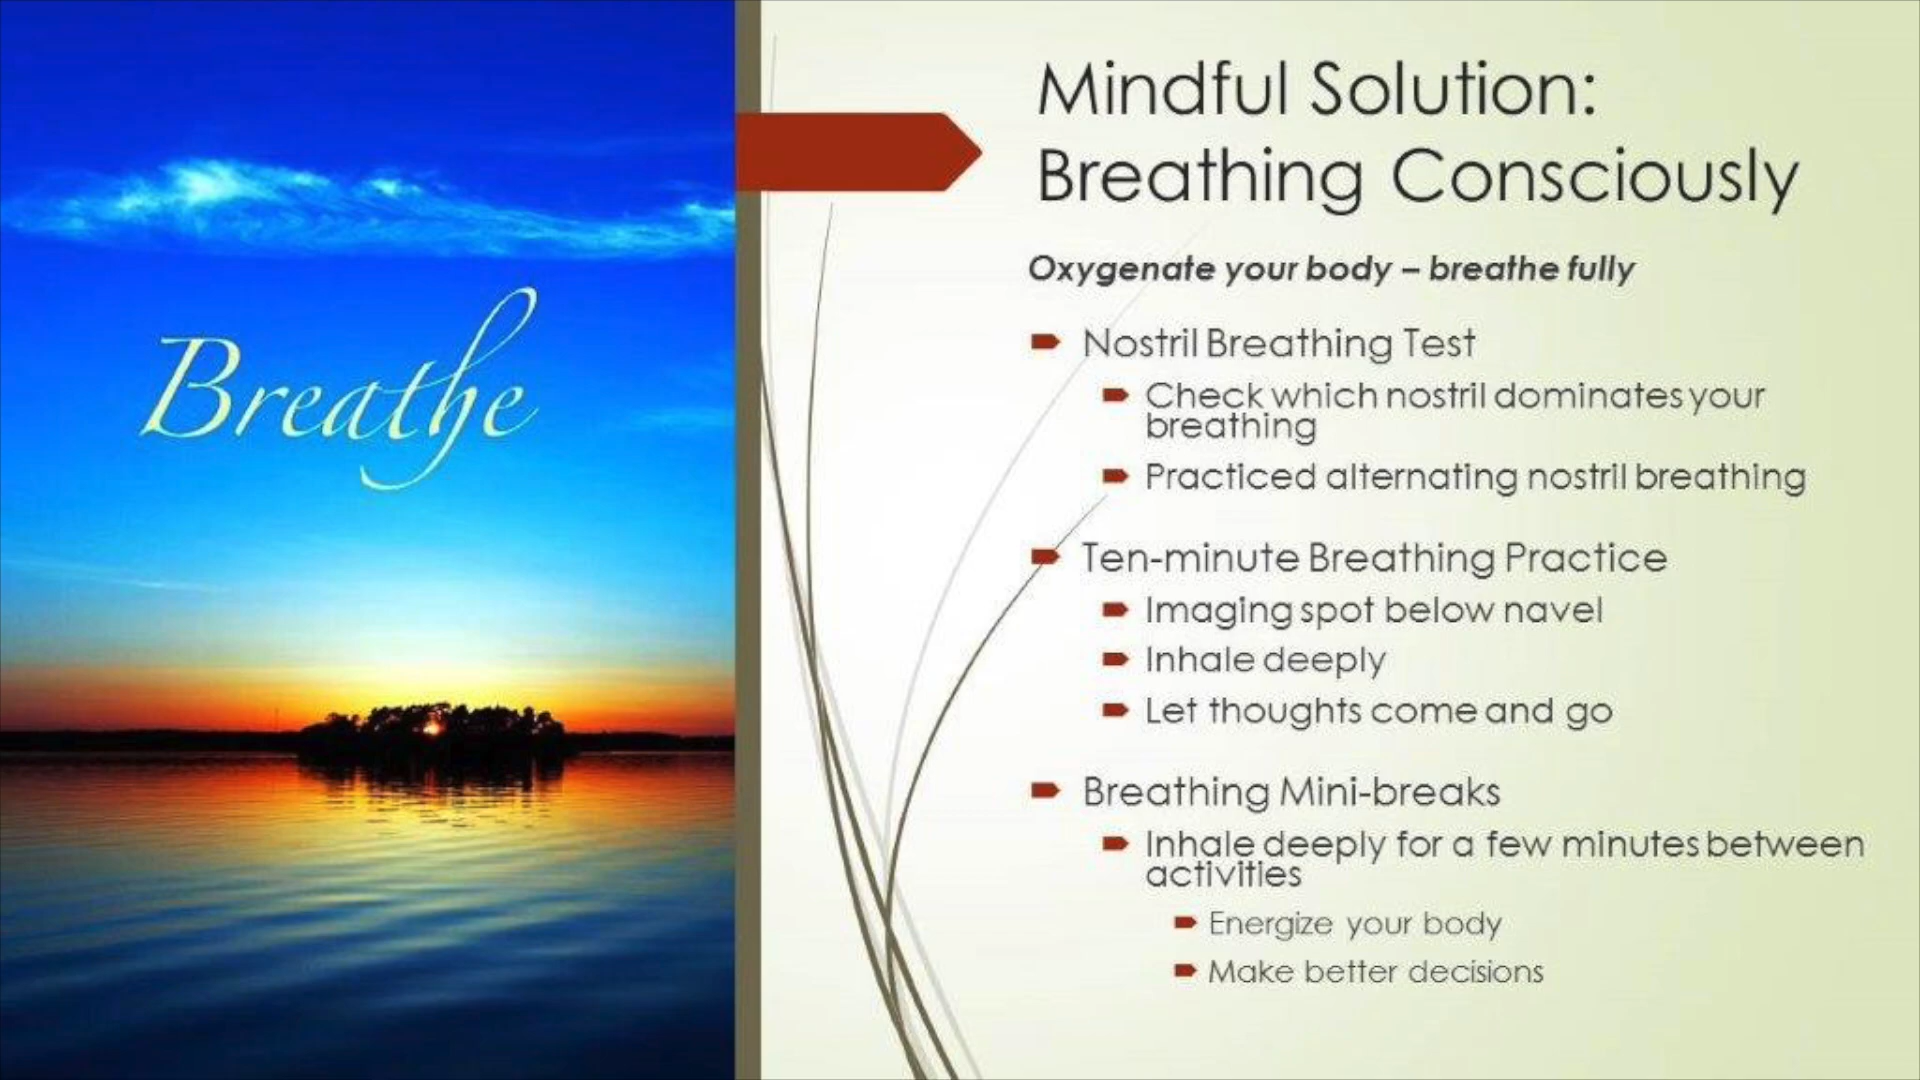 Breathe
Mindful Solution:
Breathing Consciously
Oxygenate your body – breathe fully
Nostril Breathing Test
Check which nostril dominates your
breathing
Practiced alternating nostril breathing
Ten-minute Breathing Practice
Imaging spot below navel
Inhale deeply
Let thoughts come and go
Breathing Mini-breaks
Inhale deeply for a few minutes between
activities
Energize your body
Make better decisions